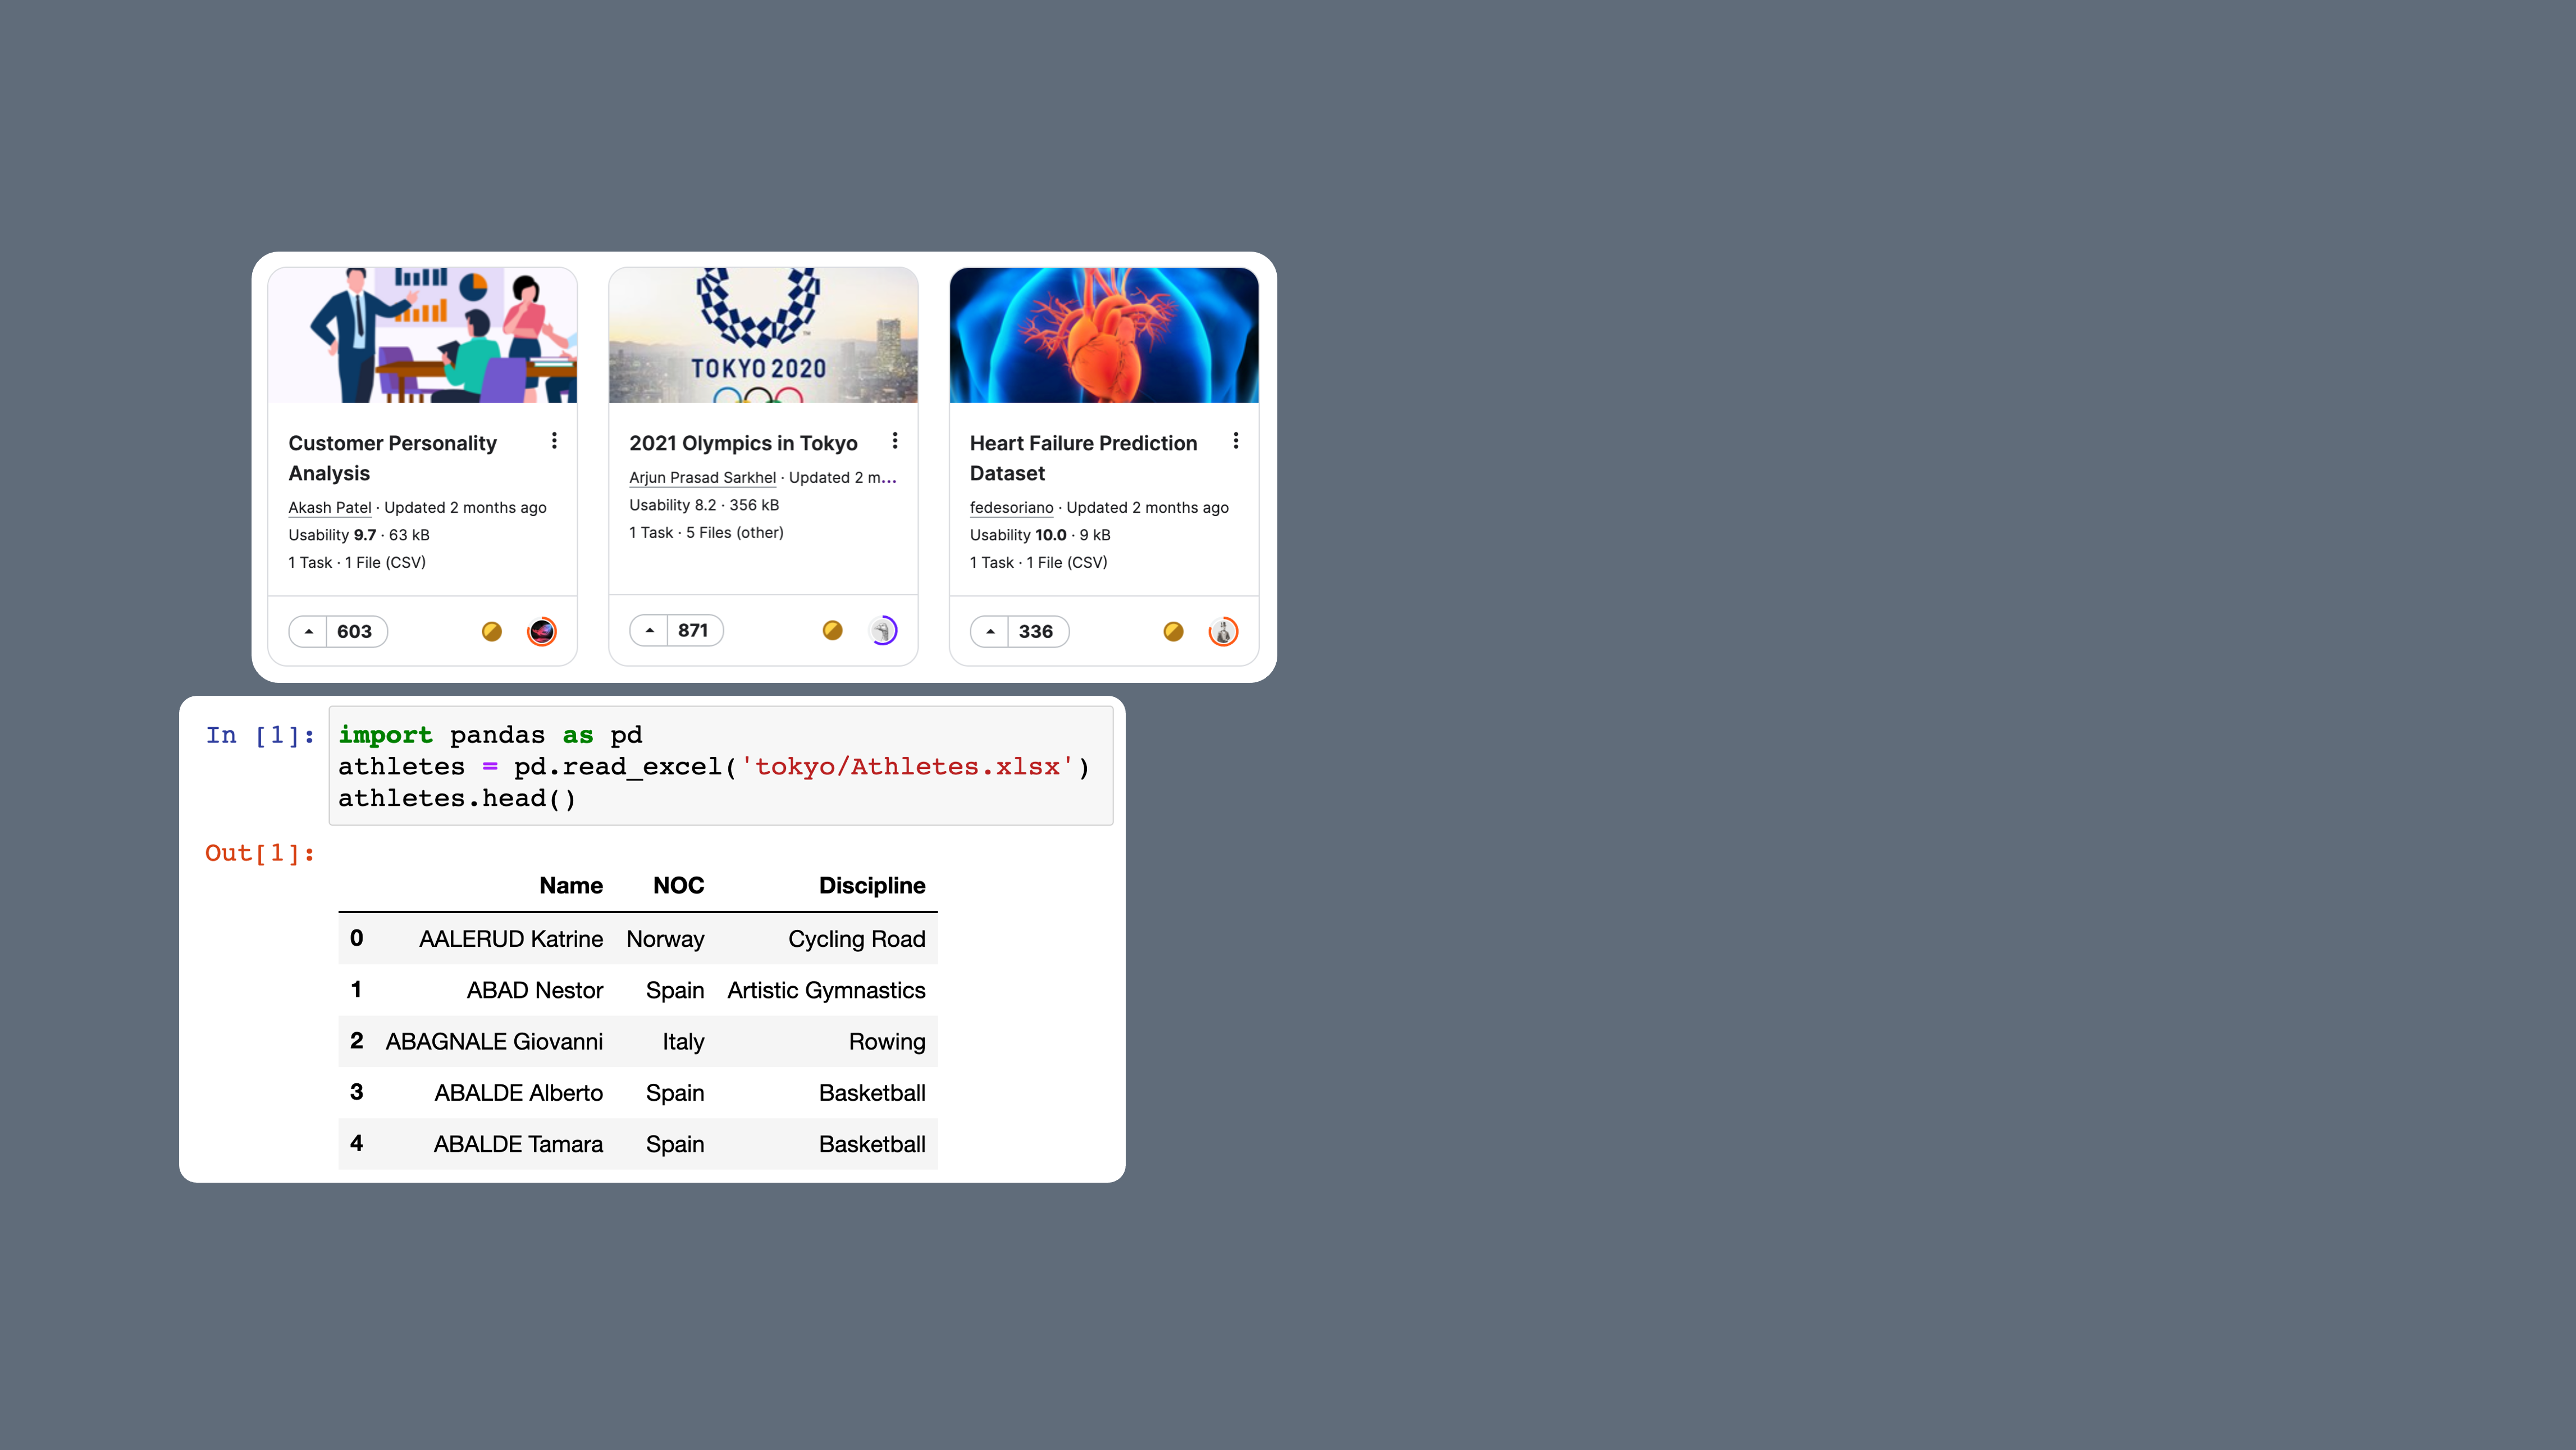 TOKYO 2020
TM
Customer Personality
Analysis
Akash Patel · Updated 2 months ago
Usability 9.7 · 63 kB
1 Task · 1 File (CSV)
603
2021 Olympics in Tokyo
Arjun Prasad Sarkhel · Updated 2 m...
Usability 8.2 · 356 kB
1 Task · 5 Files (other)
871
Heart Failure Prediction
Dataset
fedesoriano · Updated 2 months ago
Usability 10.0 · 9 kB
1 Task · 1 File (CSV)
336
In [1]: import pandas as pd
athletes = pd.read_excel('tokyo/Athletes.xlsx')
athletes.head()
Out[1]:
Name NOC Discipline
0 AALERUD Katrine Norway Cycling Road
1 ABAD Nestor Spain Artistic Gymnastics
2 ABAGNALE Giovanni Italy Rowing
3 ABALDE Alberto Spain Basketball
4 ABALDE Tamara Spain Basketball